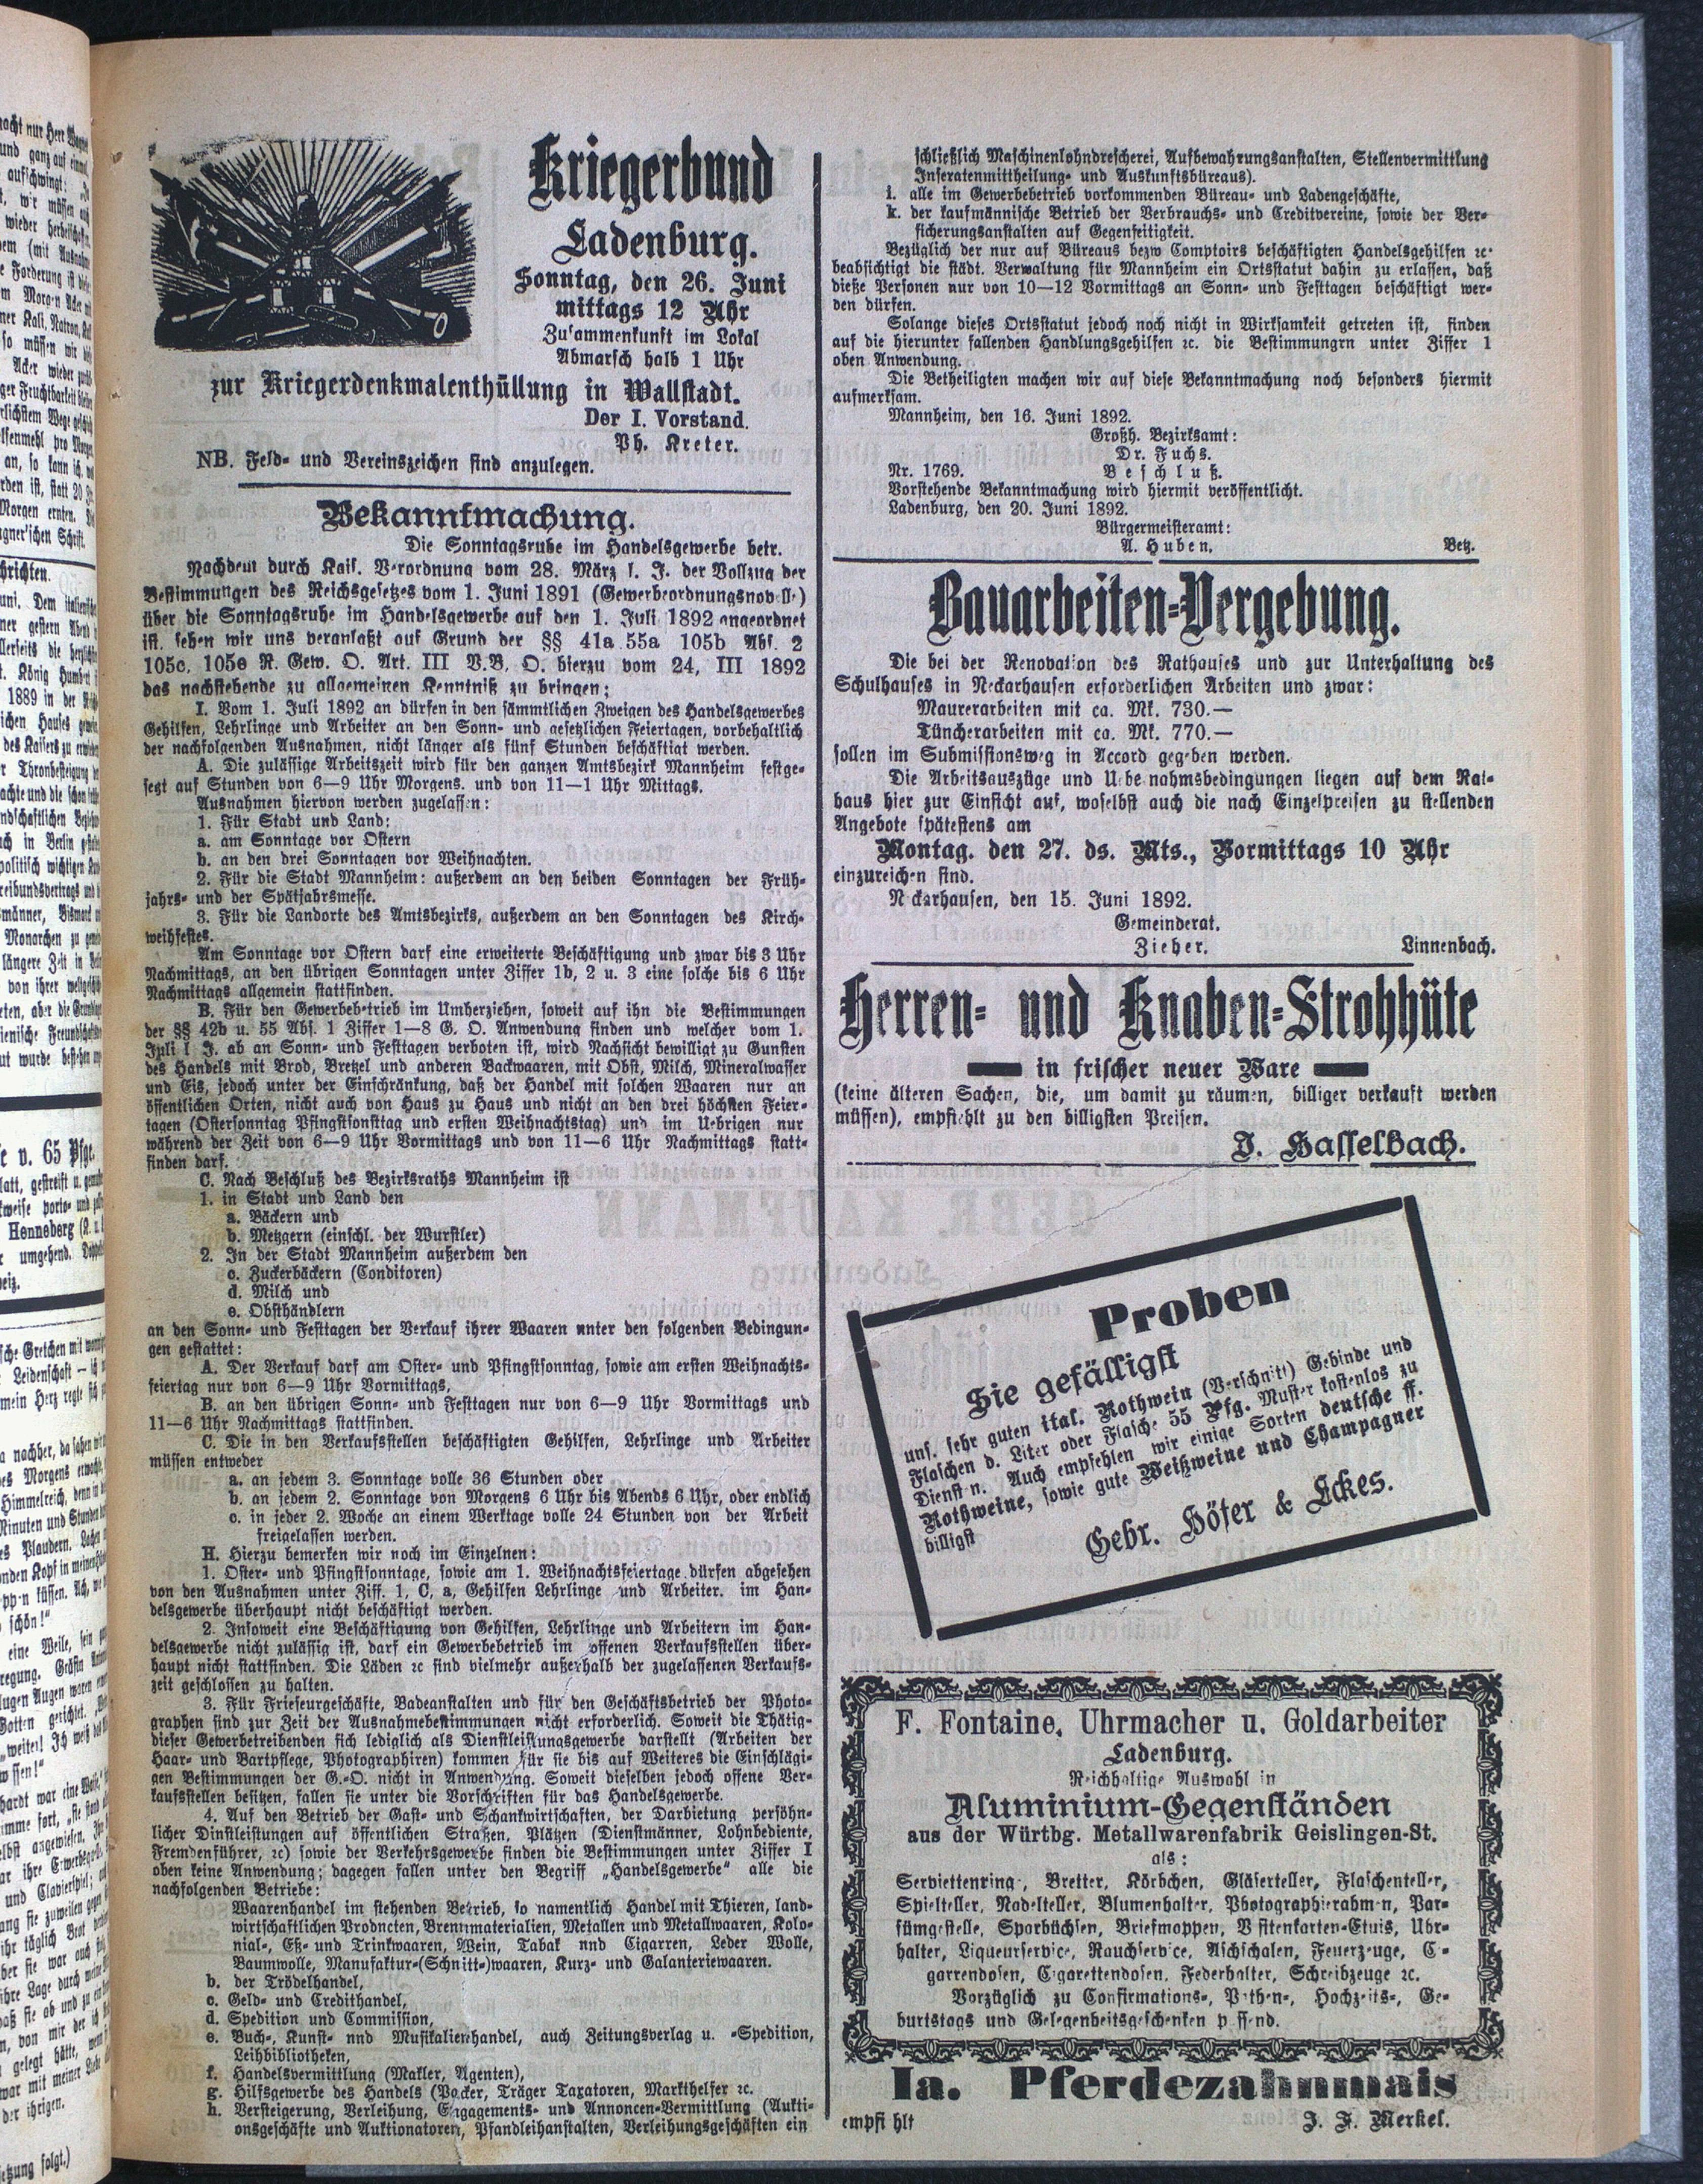 Kriegerbund
Ladenburg.
Sonntag, den 26. Juni
mittags 12 Uhr
Zusammenkunft im Lokal
Abmarsch halb 1 Uhr
zur Kriegerdenkmalenthüllung in Wallstadt.
Der I. Vorstand.
Ph. Kreter.
NB. Feld- und Vereinszeichen sind anzulegen.
Bekanntmachung.
Die Sonntagsruhe im Handelsgewerbe betr.
Nachdem durch Kais. Verordnung vom 28. März l. J. der Vollzug der
Bestimmungen des Reichsgesetzes vom 1. Juni 1891 (Gewerbeordnungsnovelle)
über die Sonntagsruhe im Handelsgewerbe auf den 1. Juli 1892 angeordnet
ist, sehen wir uns veranlaßt auf Grund der §§ 41a 55a 105b Abs. 2
105c, 105e R. Gew. O. Art. III V.B. O. hierzu vom 24, III 1892
das nachstehende zu allgemeinen Kenntniß zu bringen;
I. Vom 1. Juli 1892 an dürfen in den sämmtlichen Zweigen des Handelsgewerbes
Gehilfen, Lehrlinge und Arbeiter an den Sonn- und gesetzlichen Feiertagen, vorbehaltlich
der nachfolgenden Ausnahmen, nicht länger als fünf Stunden beschäftigt werden.
A. Die zulässige Arbeitszeit wird für den ganzen Amtsbezirk Mannheim festge-
setzt auf Stunden von 6—9 Uhr Morgens. und von 11—1 Uhr Mittags.
Ausnahmen hiervon werden zugelassen:
1. Für Stadt und Land:
a. am Sonntage vor Ostern
b. an den drei Sonntagen vor Weihnachten.
2. Für die Stadt Mannheim: außerdem an den beiden Sonntagen der Früh-
jahrs- und der Spätjahrsmesse.
3. Für die Landorte des Amtsbezirks, außerdem an den Sonntagen des Kirch-
weihfestes.
Am Sonntage vor Ostern darf eine erweiterte Beschäftigung und zwar bis 3 Uhr
Nachmittags, an den übrigen Sonntagen unter Ziffer 1b, 2 u. 3 eine solche bis 6 Uhr
Nachmittags allgemein stattfinden.
B. Für den Gewerbebetrieb im Umherziehen, soweit auf ihn die Bestimmungen
der §§ 42b u. 55 Abs. 1 Ziffer 1—8 G. O. Anwendung finden und welcher vom 1.
Juli l J. ab an Sonn- und Festtagen verboten ist, wird Nachsicht bewilligt zu Gunsten
des Handels mit Brod, Bretzel und anderen Backwaaren, mit Obst, Milch, Mineralwasser
und Eis, jedoch unter der Einschränkung, daß der Handel mit solchen Waaren nur an
öffentlichen Orten, nicht auch von Haus zu Haus und nicht an den drei höchsten Feier-
tagen (Ostersonntag Pfingstsonsttag und ersten Weihnachtstag) und im Uebrigen nur
während der Zeit von 6—9 Uhr Vormittags und von 11—6 Uhr Nachmittags statt-
finden darf.
C. Nach Beschluß des Bezirksraths Mannheim ist
1. in Stadt und Land den
a. Bäckern und
b. Metzgern (einschl. der Wurstler)
2. In der Stadt Mannheim außerdem den
c. Zuckerbäckern (Conditoren)
d. Milch und
e. Obsthändlern
an den Sonn- und Festtagen der Verkauf ihrer Waaren unter den folgenden Bedingun-
gen gestattet:
A. Der Verkauf darf am Oster- und Pfingstsonntag, sowie am ersten Weihnachts-
feiertag nur von 6—9 Uhr Vormittags,
B. an den übrigen Sonn- und Festtagen nur von 6—9 Uhr Vormittags und
11—6 Uhr Nachmittags stattfinden.
C. Die in den Verkaufsstellen beschäftigten Gehilfen, Lehrlinge und Arbeiter
müssen entweder
a. an jedem 3. Sonntage volle 36 Stunden oder
b. an jedem 2. Sonntage von Morgens 6 Uhr bis Abends 6 Uhr, oder endlich
c. in jeder 2. Woche an einem Werktage volle 24 Stunden von der Arbeit
freigelassen werden.
H. Hierzu bemerken wir noch im Einzelnen:
1. Oster- und Pfingstsonntage, sowie am 1. Weihnachtsfeiertage dürfen abgesehen
von den Ausnahmen unter Ziff. 1, C, a, Gehilfen Lehrlinge und Arbeiter. im Han-
delsgewerbe überhaupt nicht beschäftigt werden.
2. Insoweit eine Beschäftigung von Gehilfen, Lehrlinge und Arbeitern im Han-
delsgewerbe nicht zulässig ist, darf ein Gewerbebetrieb im offenen Verkaufsstellen über-
haupt nicht stattfinden. Die Läden ꝛc sind vielmehr außerhalb der zugelassenen Verkaufs-
zeit geschlossen zu halten.
3. Für Frieseurgeschäfte, Badeanstalten und für den Geschäftsbetrieb der Photo-
graphen sind zur Zeit der Ausnahmebestimmungen nicht erforderlich. Soweit die Thätig-
dieser Gewerbetreibenden sich lediglich als Dienstleistungsgewerbe darstellt (Arbeiten der
Haar- und Bartpflege, Photographiren) kommen für sie bis auf Weiteres die Einschlägi-
gen Bestimmungen der G.-O. nicht in Anwendung. Soweit dieselben jedoch offene Ver-
kaufsstellen besitzen, fallen sie unter die Vorschriften für das Handelsgewerbe.
4. Auf den Betrieb der Gast- und Schankwirtschaften, der Darbietung persöhn-
licher Dinstleistungen auf öffentlichen Straßen, Plätzen (Dienstmänner, Lohnbediente,
Fremdenführer, ꝛc) sowie der Verkehrsgewerbe finden die Bestimmungen unter Ziffer I
oben keine Anwendung; dagegen fallen unter den Begriff „Handelsgewerbe" alle die
nachfolgenden Betriebe:
Waarenhandel im stehenden Betrieb, so namentlich Handel mit Thieren, land-
wirtschaftlichen Prodncten, Brennmaterialien, Metallen und Metallwaaren, Kolo-
nial-, Eß- und Trinkwaaren, Wein, Tabak nnd Cigarren, Leder Wolle,
Baumwolle, Manufaktur-(Schnitt-)waaren, Kurz- und Galanteriewaaren.
b. der Trödelhandel,
c. Geld- und Credithandel,
d. Spedition und Commission,
e. Buch-, Kunst- nnd Musikalienhandel, auch Zeitungsverlag u. -Spedition,
Leihbibliotheken,
f. Handelsvermittlung (Makler, Agenten),
g. Hilfsgewerbe des Handels (Packer, Träger Taxatoren, Markthelfer ꝛc.
h. Versteigerung, Verleihung, Engagements- und Annoncen-Vermittlung (Aukti-
onsgeschäfte und Auktionatoren, Pfandleihanstalten, Verleihungsgeschäften ein
schließlich Maschinenlohndrescherei, Aufbewahrungsanstalten, Stellenvermittlung
Inseratenmittheilung- und Auskunftsbüreaus).
i. alle im Gewerbebetrieb vorkommenden Büreau- und Ladengeschäfte,
k. der kaufmännische Betrieb der Verbrauchs- und Creditvereine, sowie der Ver-
sicherungsanstalten auf Gegenseitigkeit.
Bezüglich der nur auf Büreaus bezw Comptoirs beschäftigten Handelsgehilfen ꝛc.
beabsichtigt die städt. Verwaltung für Mannheim ein Ortsstatut dahin zu erlassen, daß
dieße Personen nur von 10—12 Vormittags an Sonn- und Festtagen beschäftigt wer-
den dürfen.
Solange dieses Ortsstatut jedoch noch nicht in Wirksamkeit getreten ist, finden
auf die hierunter fallenden Handlungsgehilfen ꝛc. die Bestimmungrn unter Ziffer 1
oben Anwendung.
Die Betheiligten machen wir auf diese Bekanntmachung noch besonders hiermit
aufmerksam.
Mannheim, den 16. Juni 1892.
Großh. Bezirksamt:
Dr. Fuchs.
Nr. 1769. Beschluß.
Vorstehende Bekanntmachung wird hiermit veröffentlicht.
Ladenburg, den 20. Juni 1892.
Bürgermeisteramt:
A. Huben. Betz.
Bauarbeiten-Vergebung.
Die bei der Renovation des Rathauses und zur Unterhaltung des
Schulhauses in Neckarhausen erforderlichen Arbeiten und zwar:
Maurerarbeiten mit ca. Mk. 730.—
Tüncherarbeiten mit ca. Mk. 770.—
sollen im Submissionsweg in Accord gegeben werden.
Die Arbeitsauszüge und Uebernahmsbedingungen liegen auf dem Rat-
haus hier zur Einsicht auf, woselbst auch die nach Einzelpreisen zu stellenden
Angebote spätestens am
Montag. den 27. ds. Mts., Vormittags 10 Uhr
einzureichen sind.
Neckarhausen, den 15. Juni 1892.
Gemeinderat.
Zieher. Linnenbach.
Herren- und Knaben-Strohhüte
in frischer neuer Ware
(keine älteren Sachen, die, um damit zu räumen, billiger verkauft werden
müssen), empfiehlt zu den billigsten Preisen.
J. Hasselbach.
Proben
Sie gefälligst
uns. sehr guten ital. Rothwein (Verschnitt) Gebinde und
Flaschen d. Liter oder Flasche 55 Pfg. Muster kostenlos zu
Diensten. Auch empfehlen wir einige Sorten deutsche ff.
Rothweine, sowie gute Weißweine und Champagner
billigst
Gebr. Höfer & Eckes.
F. Fontaine, Uhrmacher u. Goldarbeiter
Ladenburg.
Reichhaltige Auswahl in
Aluminium-Gegenständen
aus der Würtbg. Metallwarenfabrik Geislingen-St.
als:
Serviettenring, Bretter, Körbchen, Gläserteller, Flaschenteller,
Spielteller, Nadelteller, Blumenhalter, Photographierahmen, Par-
fümgestelle, Sparbüchsen, Briefmappen, Visitenkarten-Etuis, Uhr-
halter, Liqueurservice, Rauchservice, Aschschalen, Feuerzeuge, Ci-
garrendosen, Cigarettendosen, Federhalter, Schreibzeuge ꝛc.
Vorzüglich zu Confirmations-, Pathen-, Hochzeits-, Ge-
burtstags und Gelegenheitsgeschenken passend.
Ia. Pferdezahnmais
empfiehlt J. F. Merkel.